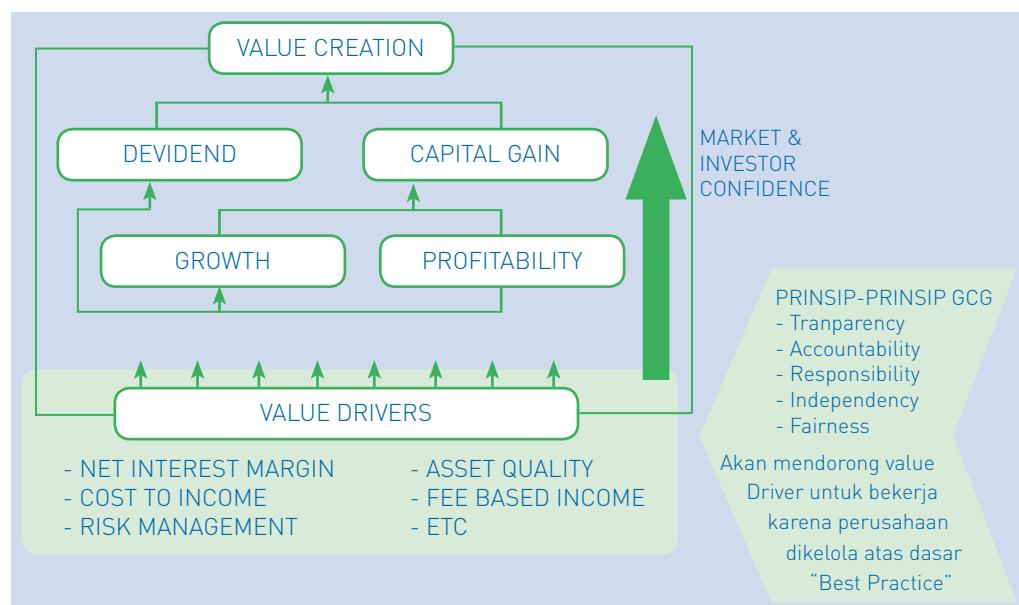 VALUE CREATION
DEVIDEND
CAPITAL GAIN
MARKET &
INVESTOR
CONFIDENCE
GROWTH
PROFITABILITY
VALUE DRIVERS
- NET INTEREST MARGIN
- COST TO INCOME
- RISK MANAGEMENT
- ASSET QUALITY
- FEE BASED INCOME
- ETC
PRINSIP-PRINSIP GCG
- Tranparency
- Accountability
- Responsibility
- Independency
- Fairness
Akan mendorong value
Driver untuk bekerja
karena perusahaan
dikelola atas dasar
“Best Practice”